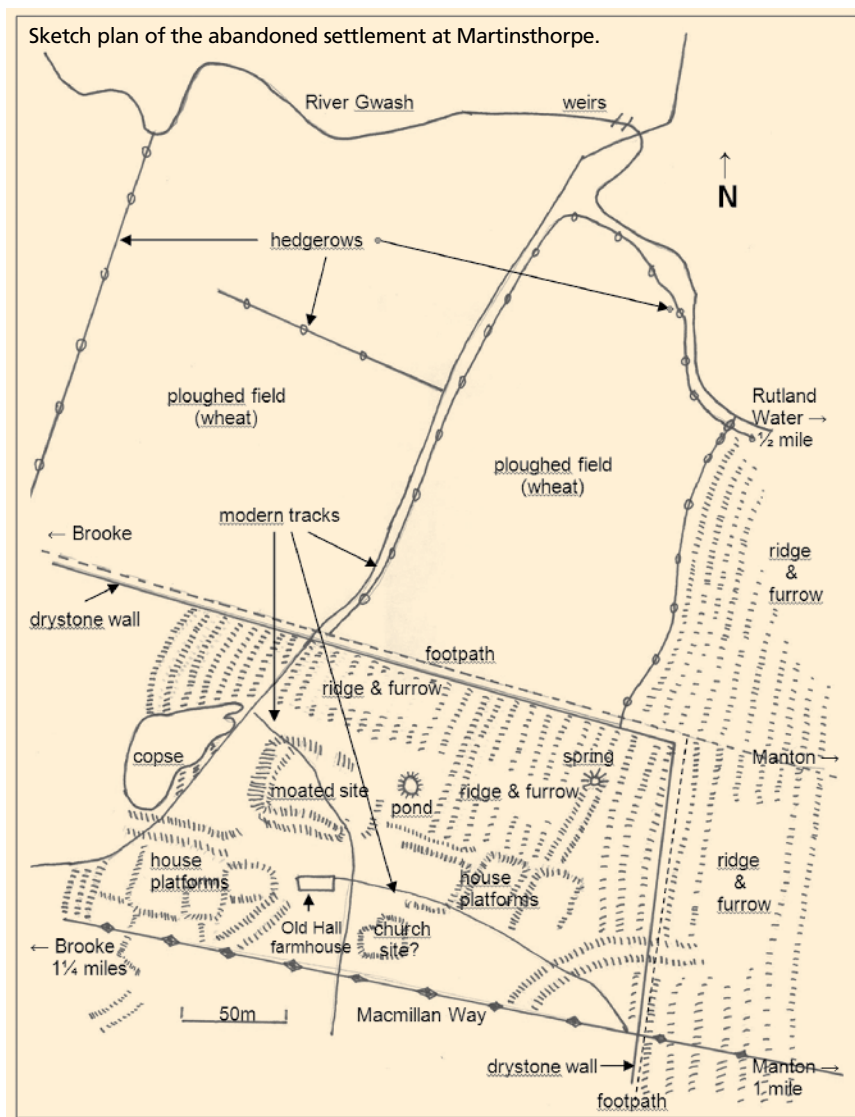 Sketch plan of the abandoned settlement at Martinsthorpe.
River Gwash
weirs
↑
N
hedgerows
ploughed field
(wheat)
Rutland
Water →
½ mile
ploughed field
(wheat)
modern tracks
← Brooke
ridge
&
furrow
drystone wall
footpath
ridge & furrow
copse
spring
Manton →
moated site
pond
ridge & furrow
house
platforms
house
platforms
ridge
&
furrow
Old Hall
farmhouse
church
site?
← Brooke
1¼ miles
50m
Macmillan Way
drystone wall
Manton →
1 mile
footpath